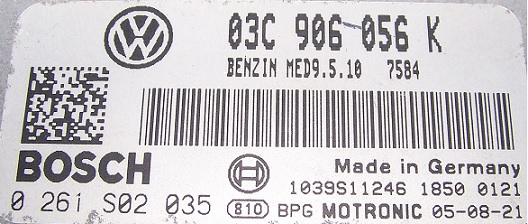 03C 906 056 K
BENZIN MED9.5.10 7584
BOSCH
Made in Germany
1039S11246 1850 0121
0 261 S02 035
810 BPG MOTRONIC 05-08-21